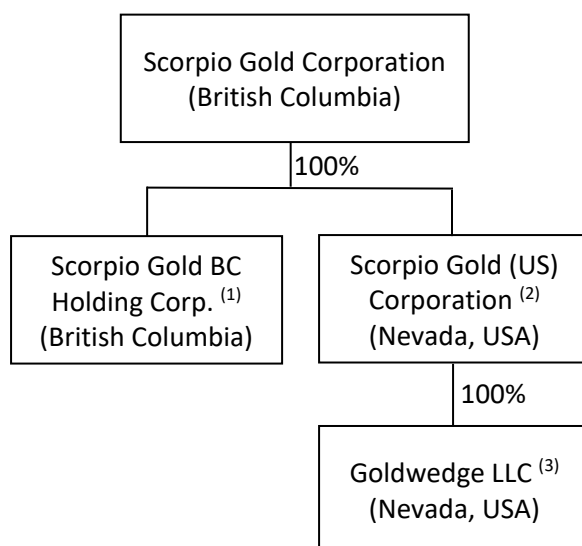 Scorpio Gold Corporation
(British Columbia)
100%
Scorpio Gold BC
Holding Corp. (1)
(British Columbia)
Scorpio Gold (US)
Corporation (2)
(Nevada, USA)
100%
Goldwedge LLC (3)
(Nevada, USA)